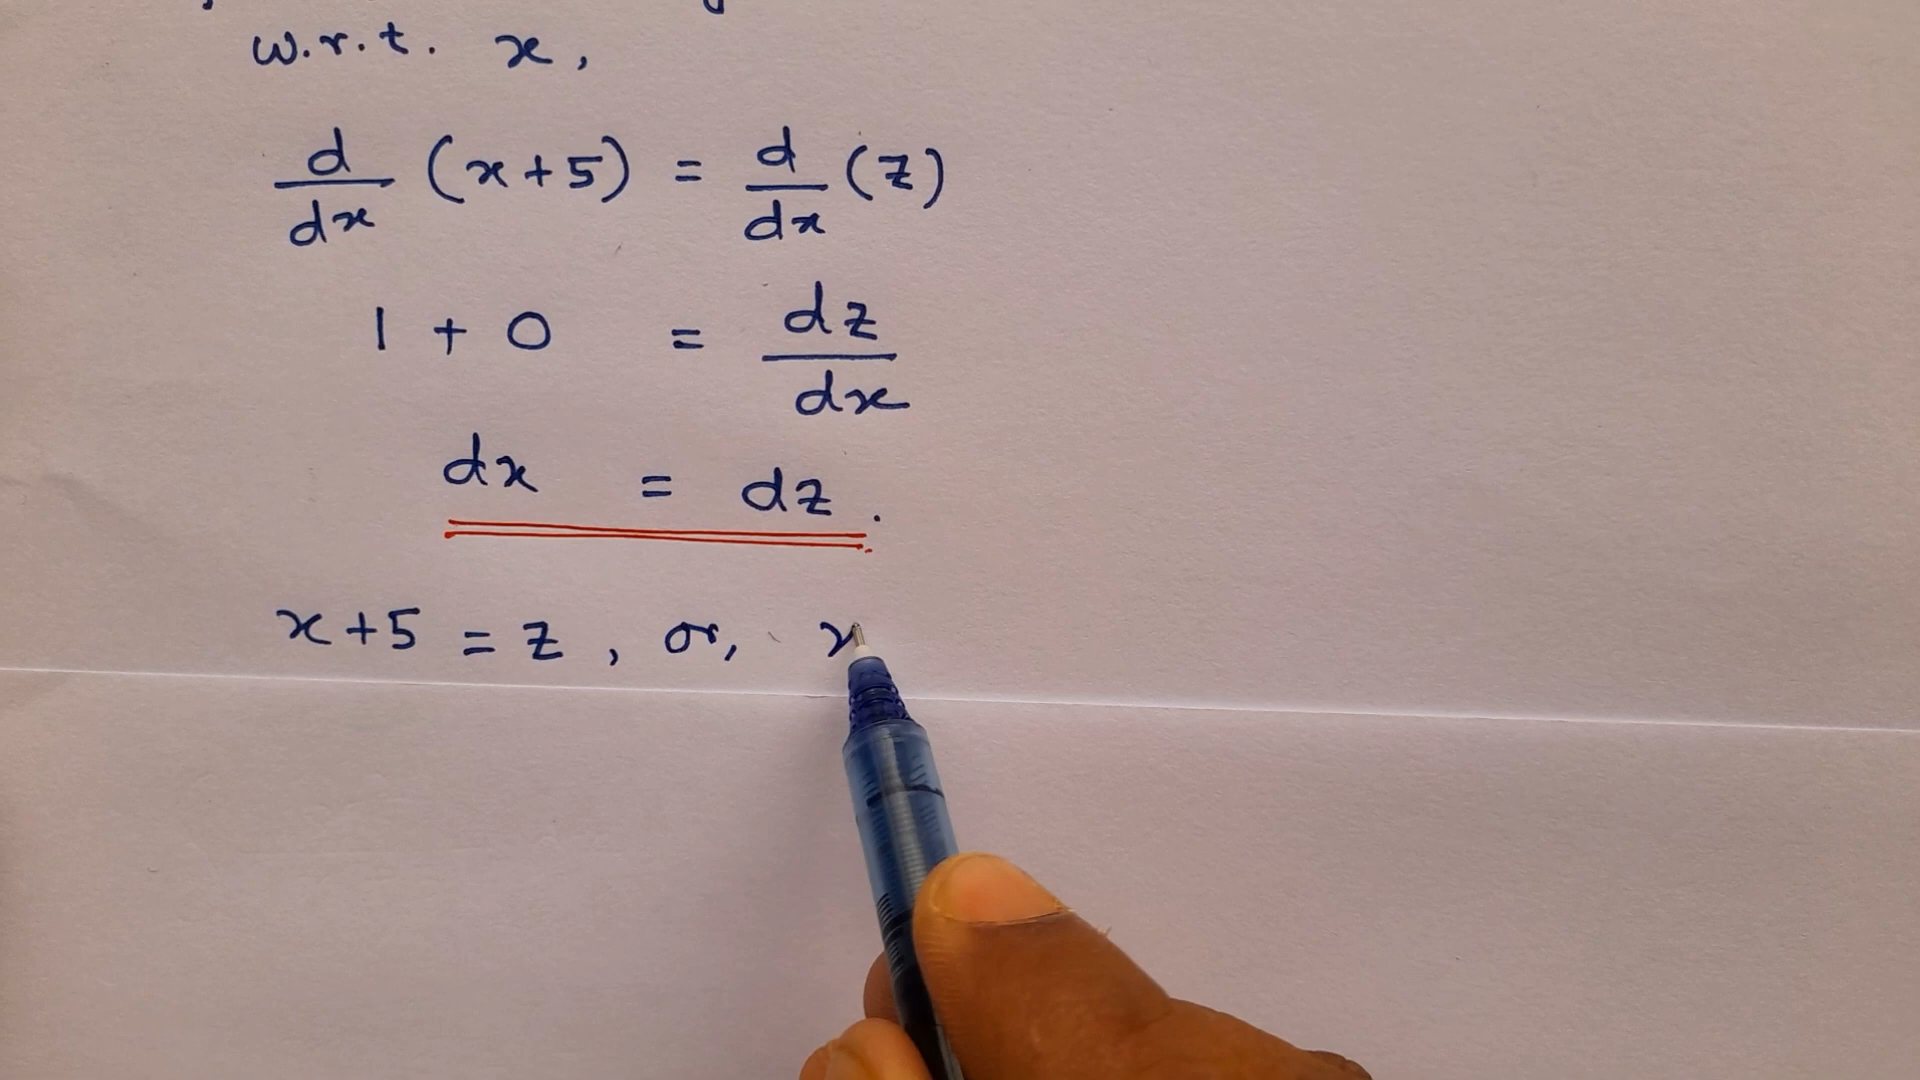 w.r.t. x,
d/dx (x+5) = d/dx (z)
1 + 0 = dz/dx
dx = dz.
x+5 = z, or, x